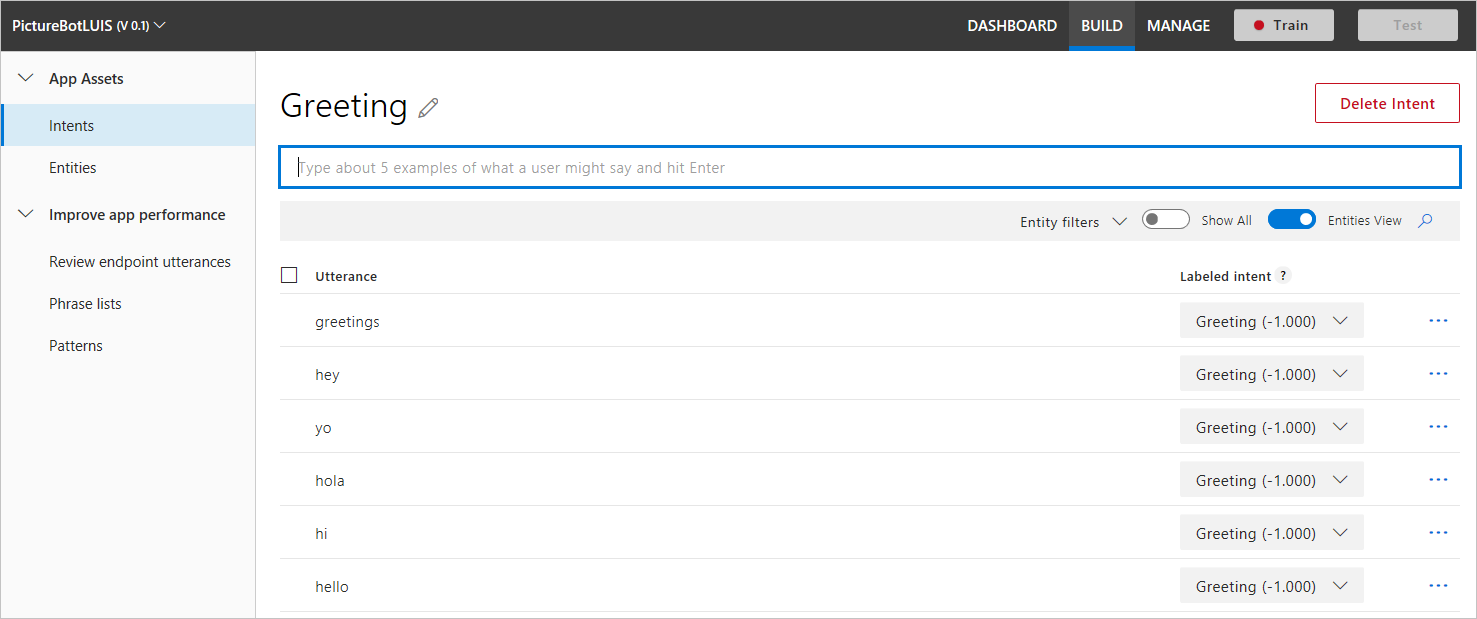 PictureBotLUIS (V 0.1) DASHBOARD BUILD MANAGE Train Test
App Assets
Intents
Entities
Improve app performance
Review endpoint utterances
Phrase lists
Patterns
Greeting Delete Intent
Type about 5 examples of what a user might say and hit Enter
Entity filters Show All Entities View
Utterance Labeled intent ?
greetings Greeting (-1.000) ...
hey Greeting (-1.000) ...
yo Greeting (-1.000) ...
hola Greeting (-1.000) ...
hi Greeting (-1.000) ...
hello Greeting (-1.000) ...